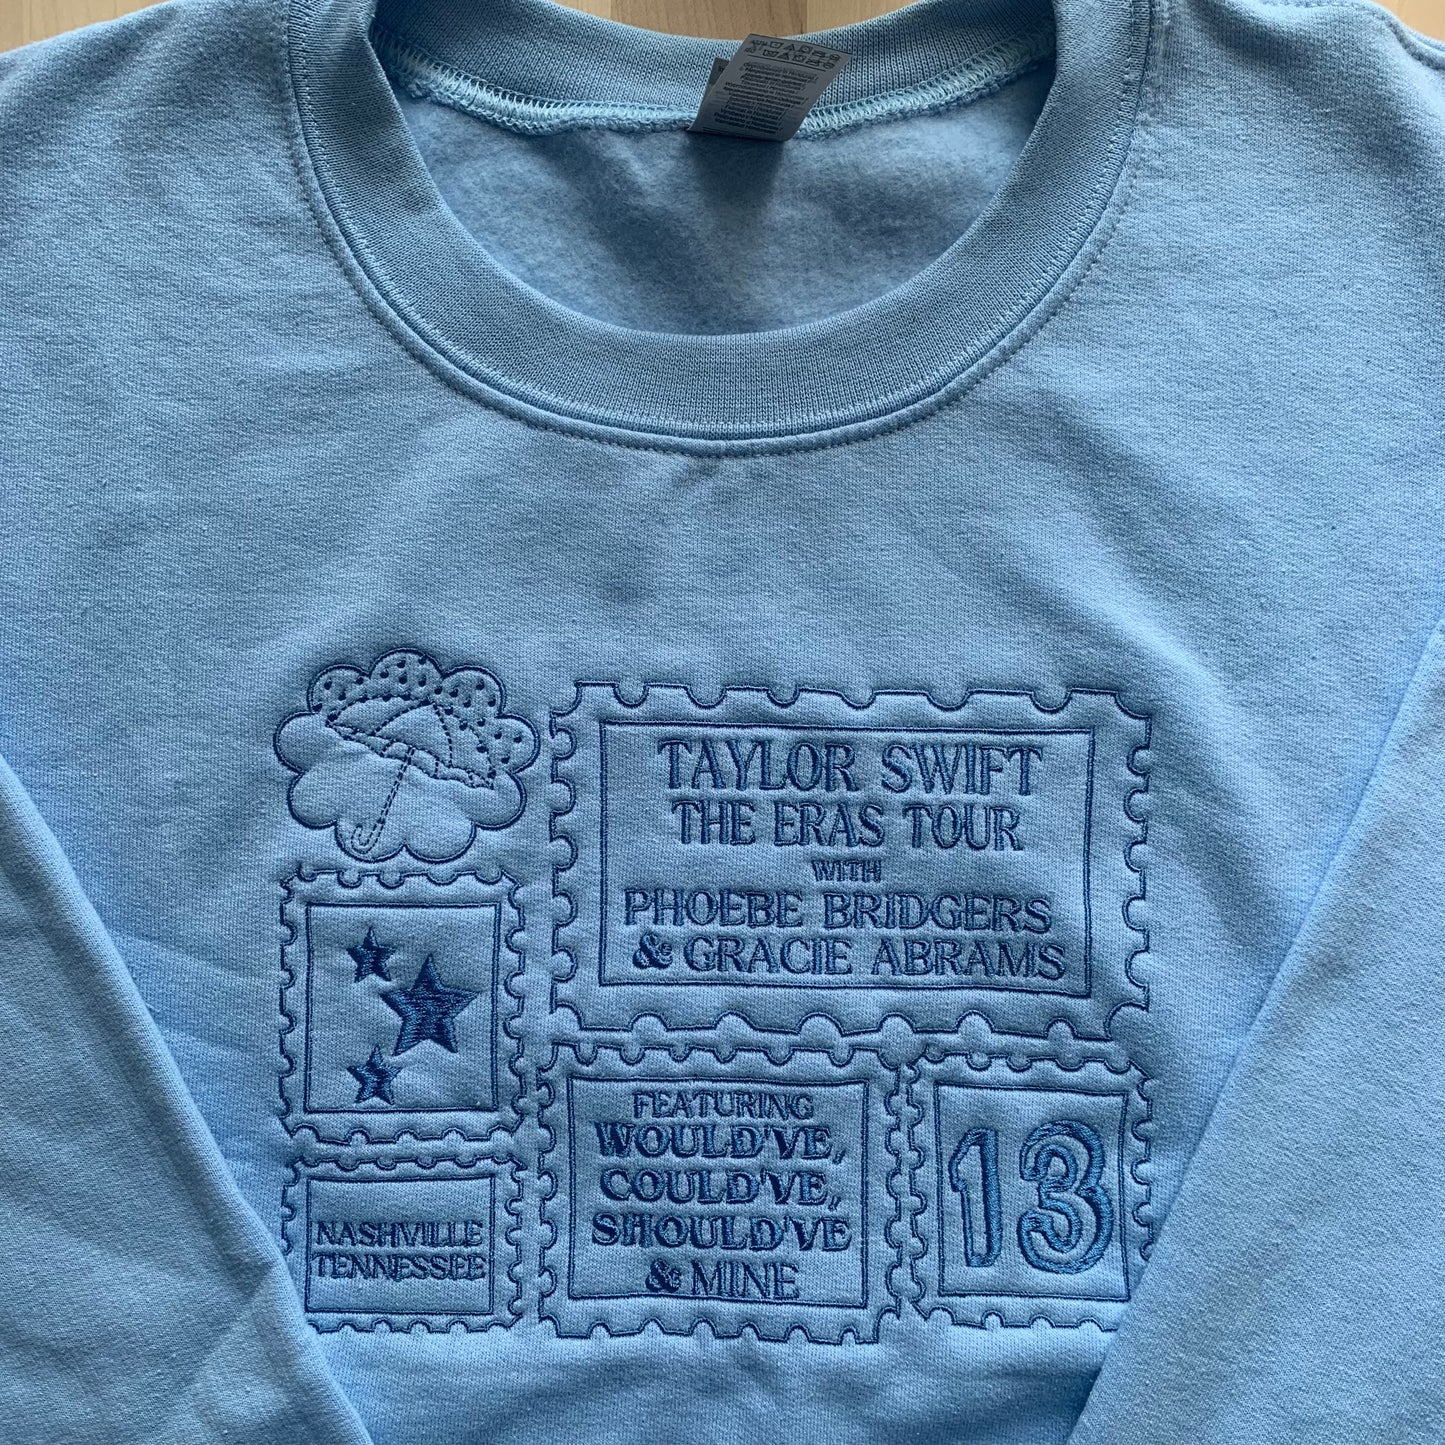 TAYLOR SWIFT
THE ERAS TOUR
WITH
PHOEBE BRIDGERS
& GRACIE ABRAMS
NASHVILLE
TENNESSEE
FEATURING
WOULD'VE,
COULD'VE,
SHOULD'VE
& MINE
13